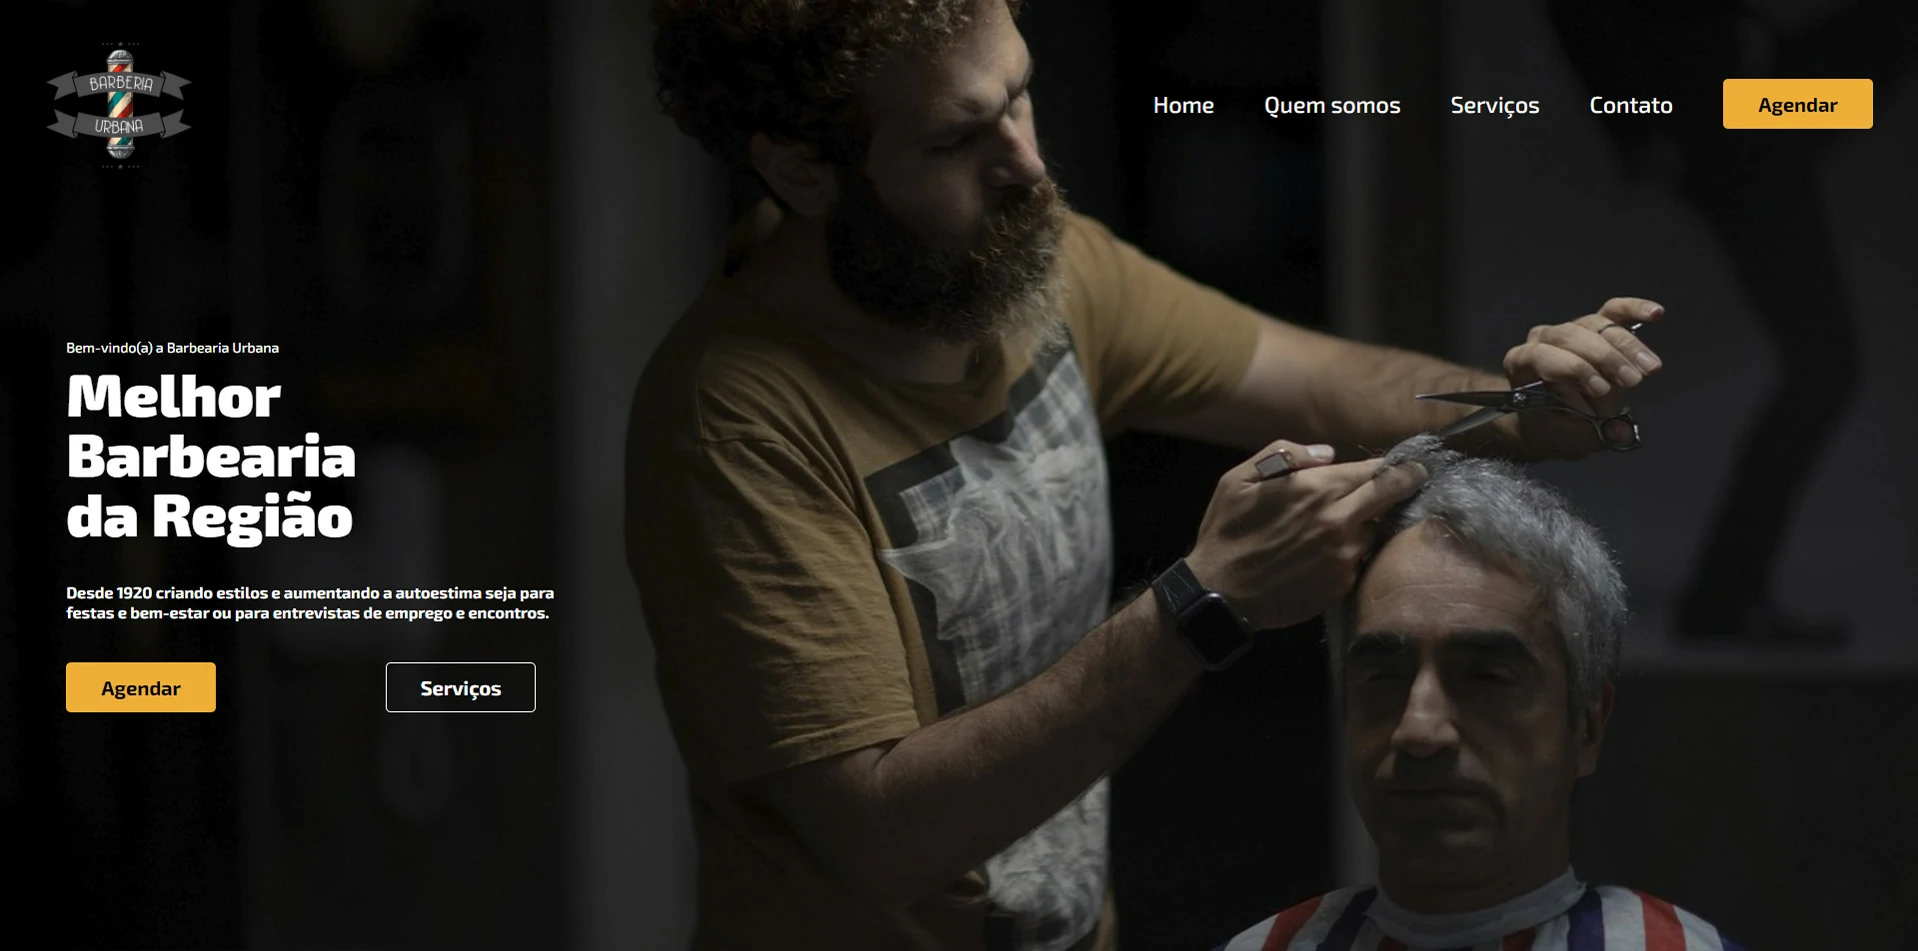 BARBERIA
URBANA
Home
Quem somos
Serviços
Contato
Agendar
Bem-vindo(a) a Barbearia Urbana
Melhor
Barbearia
da Região
Desde 1920 criando estilos e aumentando a autoestima seja para
festas e bem-estar ou para entrevistas de emprego e encontros.
Agendar
Serviços